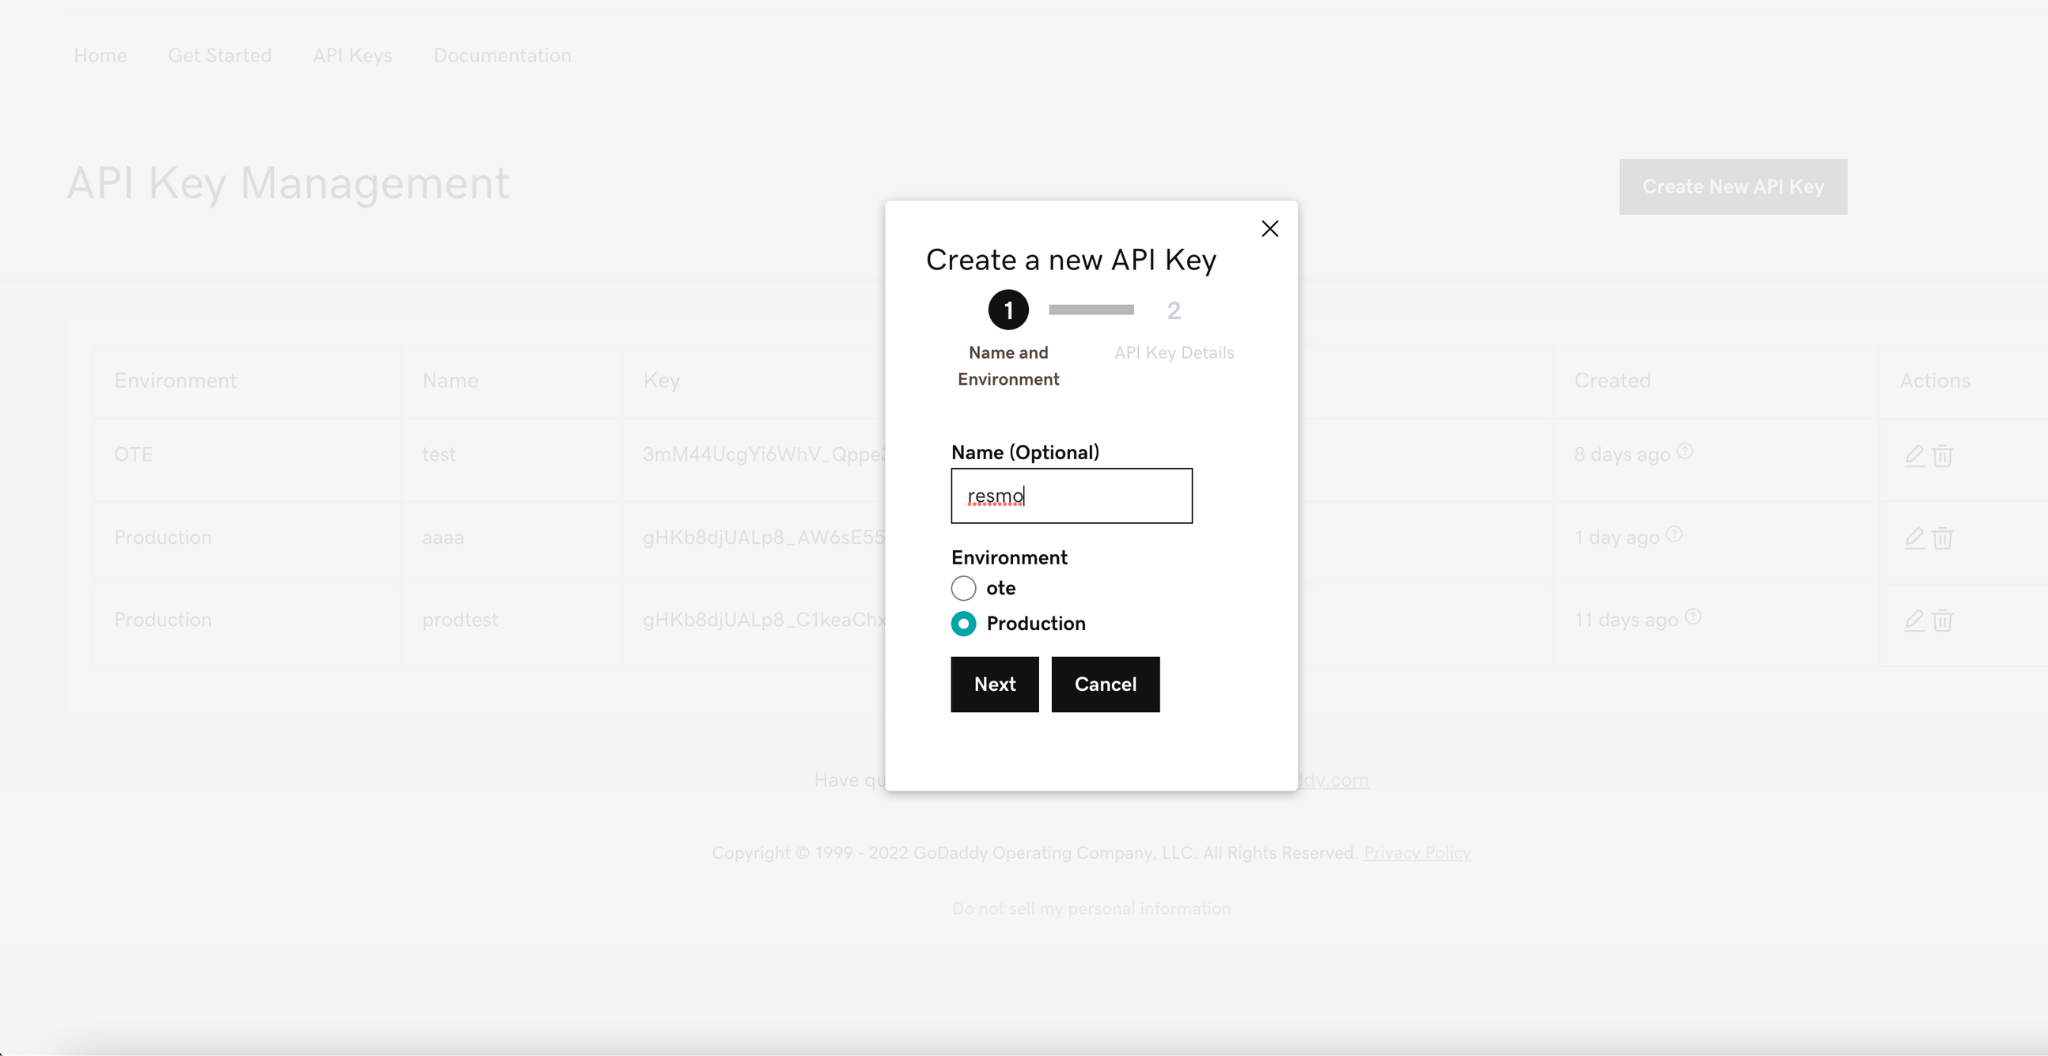 Home Get Started API Keys Documentation
API Key Management
Create New API Key
Create a new API Key
1 2
Name and Environment
API Key Details
Name (Optional)
resmo
Environment
ote
Production
Next Cancel
Environment Name Key Created Actions
OTE test 3mM44UcgYi6WhV_Qppe 8 days ago
Production aaaa gHKb8djUALp8_AW6sE55 1 day ago
Production prodtest gHKb8djUALp8_C1keaCh 11 days ago
Have qu
ddy.com
Copyright © 1999 - 2022 GoDaddy Operating Company, LLC. All Rights Reserved. Privacy Policy
Do not sell my personal information